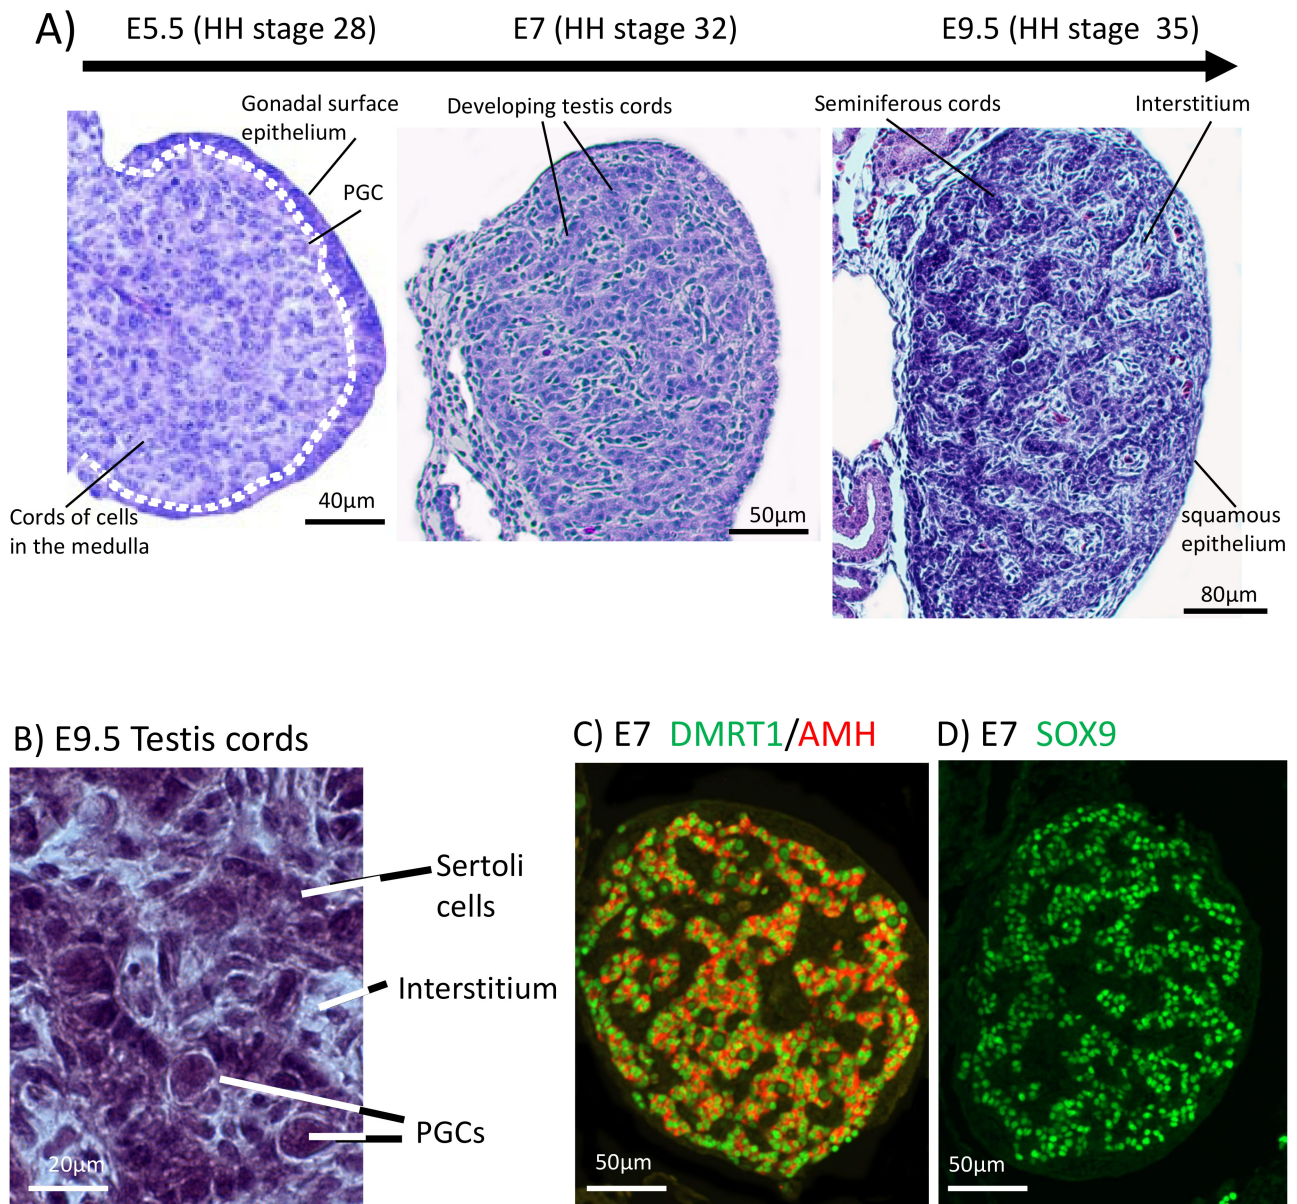 A)
E5.5 (HH stage 28)
E7 (HH stage 32)
E9.5 (HH stage  35)
Gonadal surface
epithelium
PGC
Cords of cells
in the medulla
40µm
Developing testis cords
50µm
Seminiferous cords
Interstitium
squamous
epithelium
80µm
B) E9.5 Testis cords
Sertoli
cells
Interstitium
PGCs
20µm
C) E7  DMRT1/AMH
50µm
D) E7  SOX9
50µm